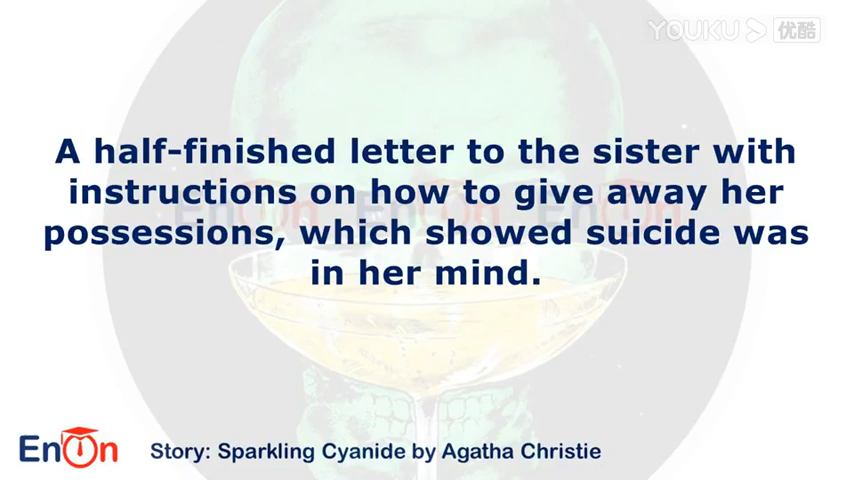 YOUKU 优酷
A half-finished letter to the sister with
instructions on how to give away her
possessions, which showed suicide was
in her mind.
EnOn
Story: Sparkling Cyanide by Agatha Christie